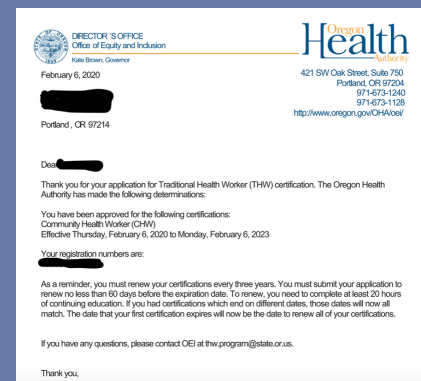 DIRECTOR 'S OFFICE
Office of Equity and Inclusion
Kate Brown, Governor
Oregon
Health
Authority
February 6, 2020
421 SW Oak Street, Suite 750
Portland, OR 97204
971-673-1240
971-673-1128
http://www.oregon.gov/OHA/oei/
Portland , OR 97214
Dear
Thank you for your application for Traditional Health Worker (THW) certification. The Oregon Health
Authority has made the following determinations:
You have been approved for the following certifications:
Community Health Worker (CHW)
Effective Thursday, February 6, 2020 to Monday, February 6, 2023
Your registration numbers are:
As a reminder, you must renew your certifications every three years. You must submit your application to
renew no less than 60 days before the expiration date. To renew, you need to complete at least 20 hours
of continuing education. If you had certifications which end on different dates, those dates will now all
match. The date that your first certification expires will now be the date to renew all of your certifications.
If you have any questions, please contact OEI at thw.program@state.or.us.
Thank you,